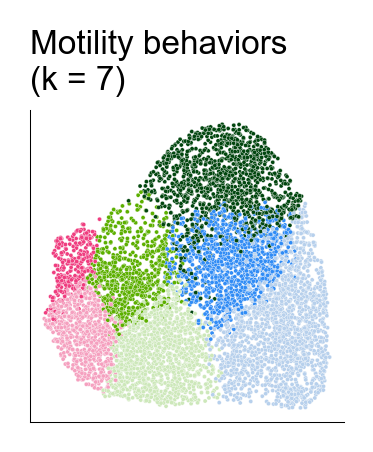 Motility behaviors
(k = 7)